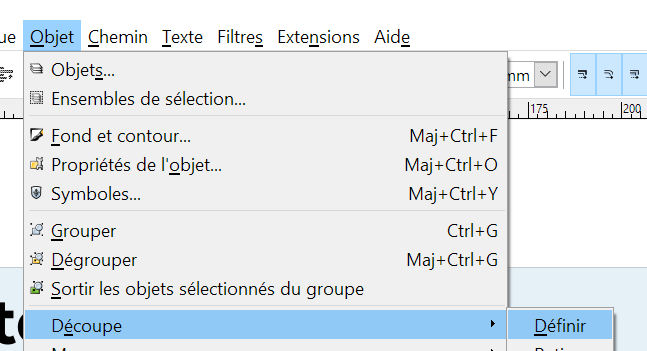 ue Objet Chemin Texte Filtres Extensions Aide
Objets...
Ensembles de sélection...
mm
175 200
Fond et contour... Maj+Ctrl+F
Propriétés de l'objet... Maj+Ctrl+O
Symboles... Maj+Ctrl+Y
Grouper Ctrl+G
Dégrouper Maj+Ctrl+G
Sortir les objets sélectionnés du groupe
te
Découpe Définir